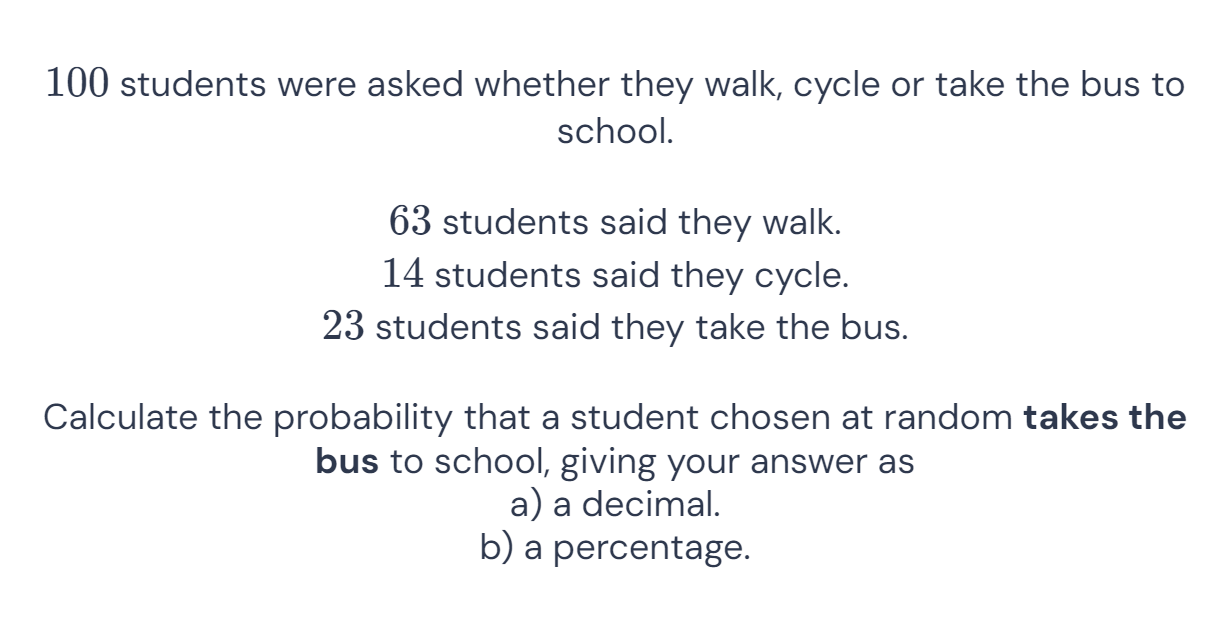 100 students were asked whether they walk, cycle or take the bus to
school.
63 students said they walk.
14 students said they cycle.
23 students said they take the bus.
Calculate the probability that a student chosen at random takes the
bus to school, giving your answer as
a) a decimal.
b) a percentage.